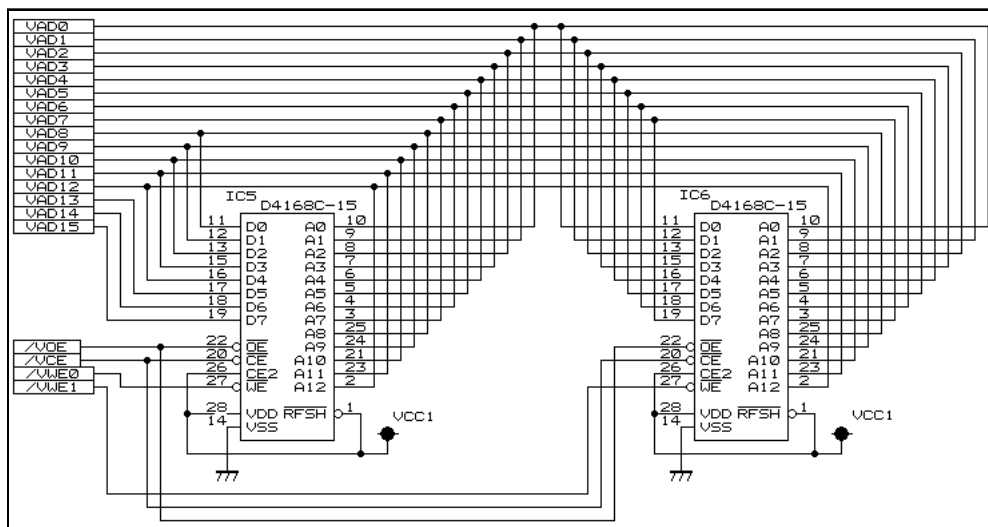 VAD0
VAD1
VAD2
VAD3
VAD4
VAD5
VAD6
VAD7
VAD8
VAD9
VAD10
VAD11
VAD12
VAD13
VAD14
VAD15
/VOE
/VCE
/VWE0
/VWE1
IC5
D4168C-15
11 D0 A0 10
12 D1 A1 9
13 D2 A2 8
15 D3 A3 7
16 D4 A4 6
17 D5 A5 5
18 D6 A6 4
19 D7 A7 3
A8 25
22 OE A9 24
20 CE A10 21
26 CE2 A11 23
27 WE A12 2
28 VDD RFSH 1
14 VSS
VCC1
IC6
D4168C-15
11 D0 A0 10
12 D1 A1 9
13 D2 A2 8
15 D3 A3 7
16 D4 A4 6
17 D5 A5 5
18 D6 A6 4
19 D7 A7 3
A8 25
22 OE A9 24
20 CE A10 21
26 CE2 A11 23
27 WE A12 2
28 VDD RFSH 1
14 VSS
VCC1